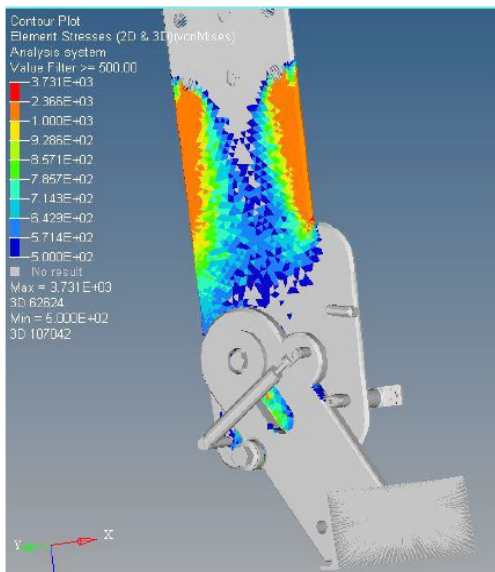 Contour Plot
Element Stresses (2D & 3D)(vonMises)
Analysis system
Value Filter >= 500.00
3.731E+03
2.366E+03
1.000E+03
9.286E+02
8.571E+02
7.857E+02
7.143E+02
6.429E+02
5.714E+02
5.000E+02
No result
Max = 3.731E+03
3D 62624
Min = 5.000E+02
3D 107042
Y X